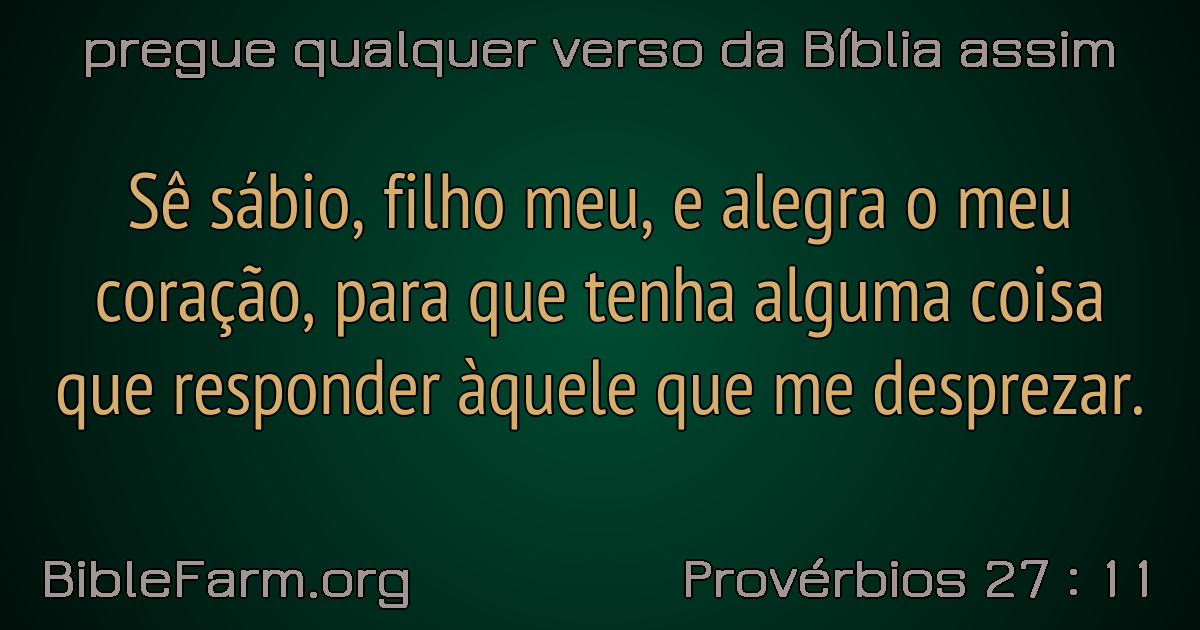 pregue qualquer verso da Bíblia assim
Sê sábio, filho meu, e alegra o meu
coração, para que tenha alguma coisa
que responder àquele que me desprezar.
BibleFarm.org
Provérbios 27 : 11